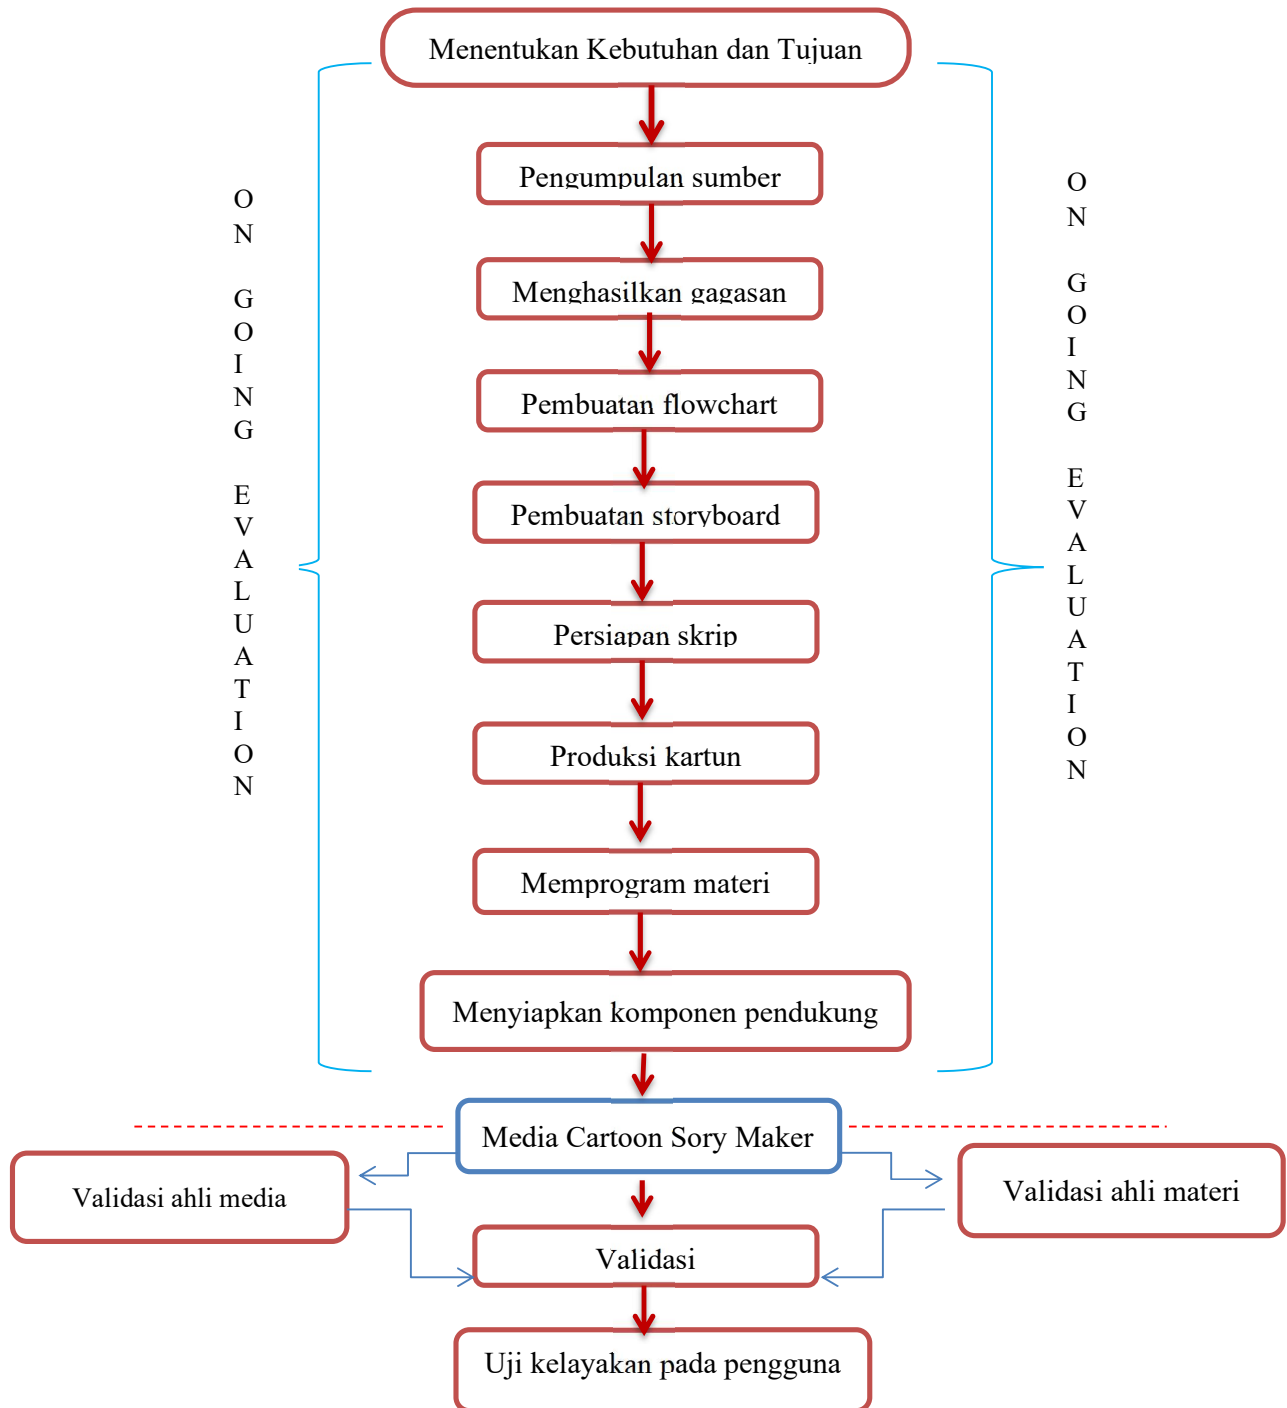 Menentukan Kebutuhan dan Tujuan
Pengumpulan sumber
Menghasilkan gagasan
Pembuatan flowchart
Pembuatan storyboard
Persiapan skrip
Produksi kartun
Memprogram materi
Menyiapkan komponen pendukung
ON GOING EVALUATION
ON GOING EVALUATION
Media Cartoon Sory Maker
Validasi ahli media
Validasi ahli materi
Validasi
Uji kelayakan pada pengguna